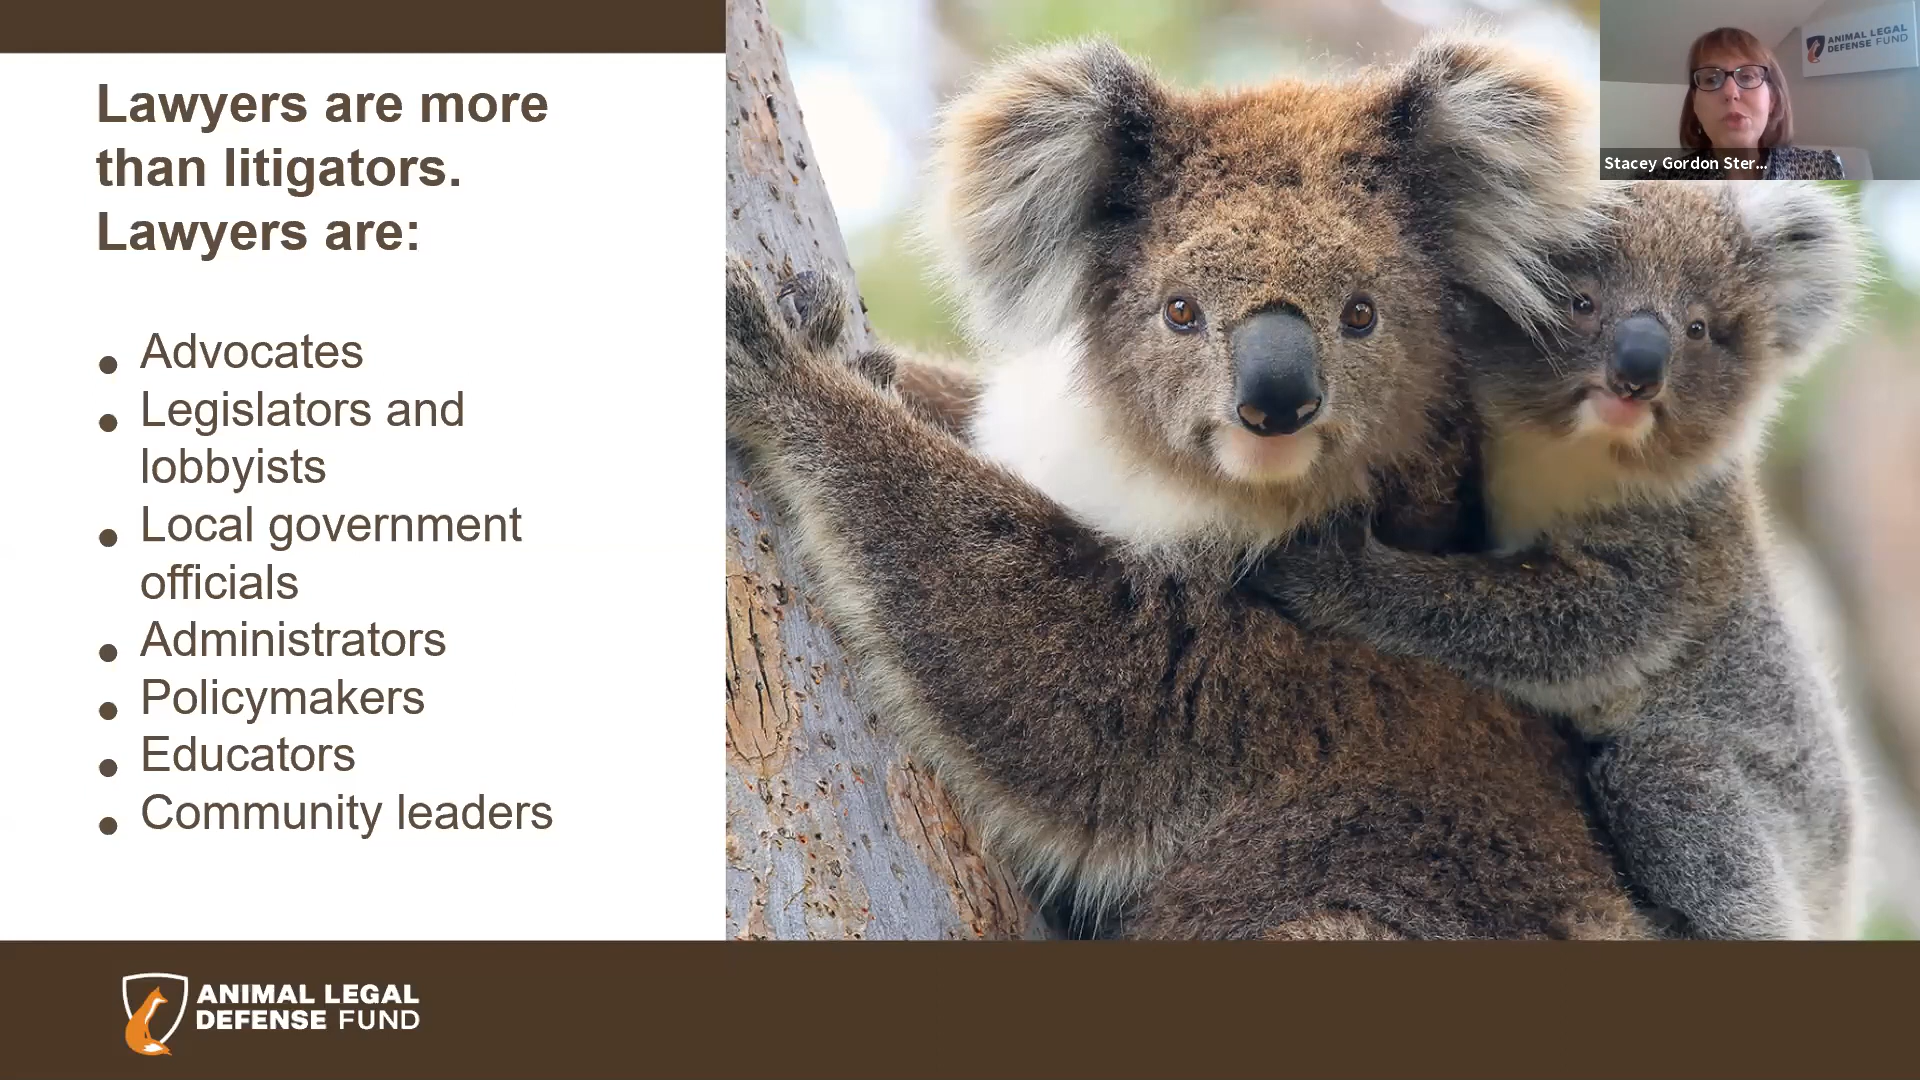 Lawyers are more
than litigators.
Lawyers are:
● Advocates
● Legislators and
lobbyists
● Local government
officials
● Administrators
● Policymakers
● Educators
● Community leaders
ANIMAL LEGAL
DEFENSE FUND
ANIMAL LEGAL
DEFENSE FUND
Stacey Gordon Ster...